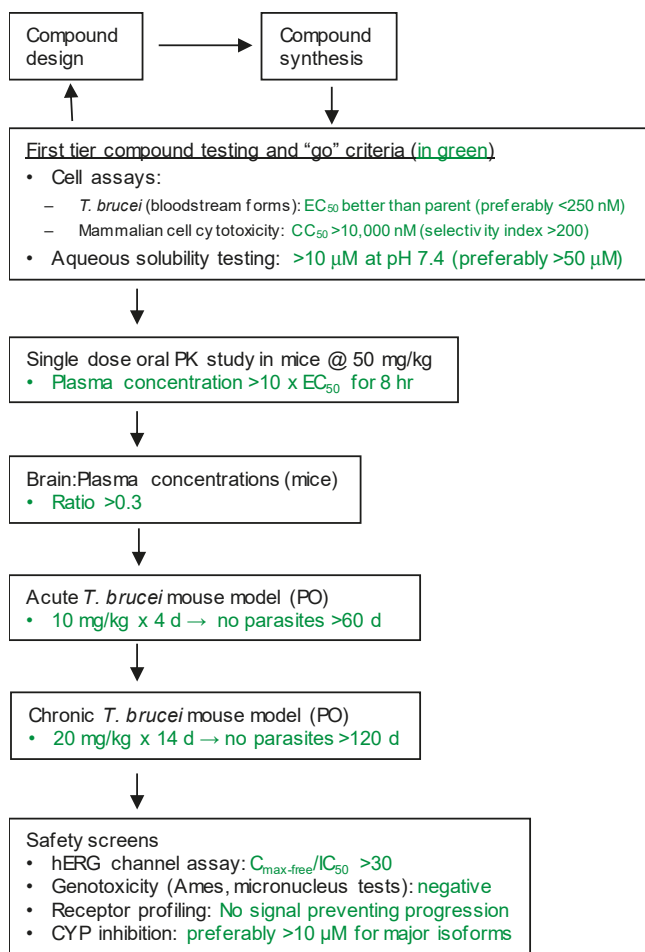 Compound
design
Compound
synthesis
First tier compound testing and “go” criteria (in green)
• Cell assays:
– T. brucei (bloodstream forms): EC50 better than parent (preferably <250 nM)
– Mammalian cell cytotoxicity: CC50 >10,000 nM (selectivity index >200)
• Aqueous solubility testing: >10 µM at pH 7.4 (preferably >50 µM)
Single dose oral PK study in mice @ 50 mg/kg
• Plasma concentration >10 x EC50 for 8 hr
Brain:Plasma concentrations (mice)
• Ratio >0.3
Acute T. brucei mouse model (PO)
• 10 mg/kg x 4 d → no parasites >60 d
Chronic T. brucei mouse model (PO)
• 20 mg/kg x 14 d → no parasites >120 d
Safety screens
• hERG channel assay: Cmax-free/IC50 >30
• Genotoxicity (Ames, micronucleus tests): negative
• Receptor profiling: No signal preventing progression
• CYP inhibition: preferably >10 µM for major isoforms